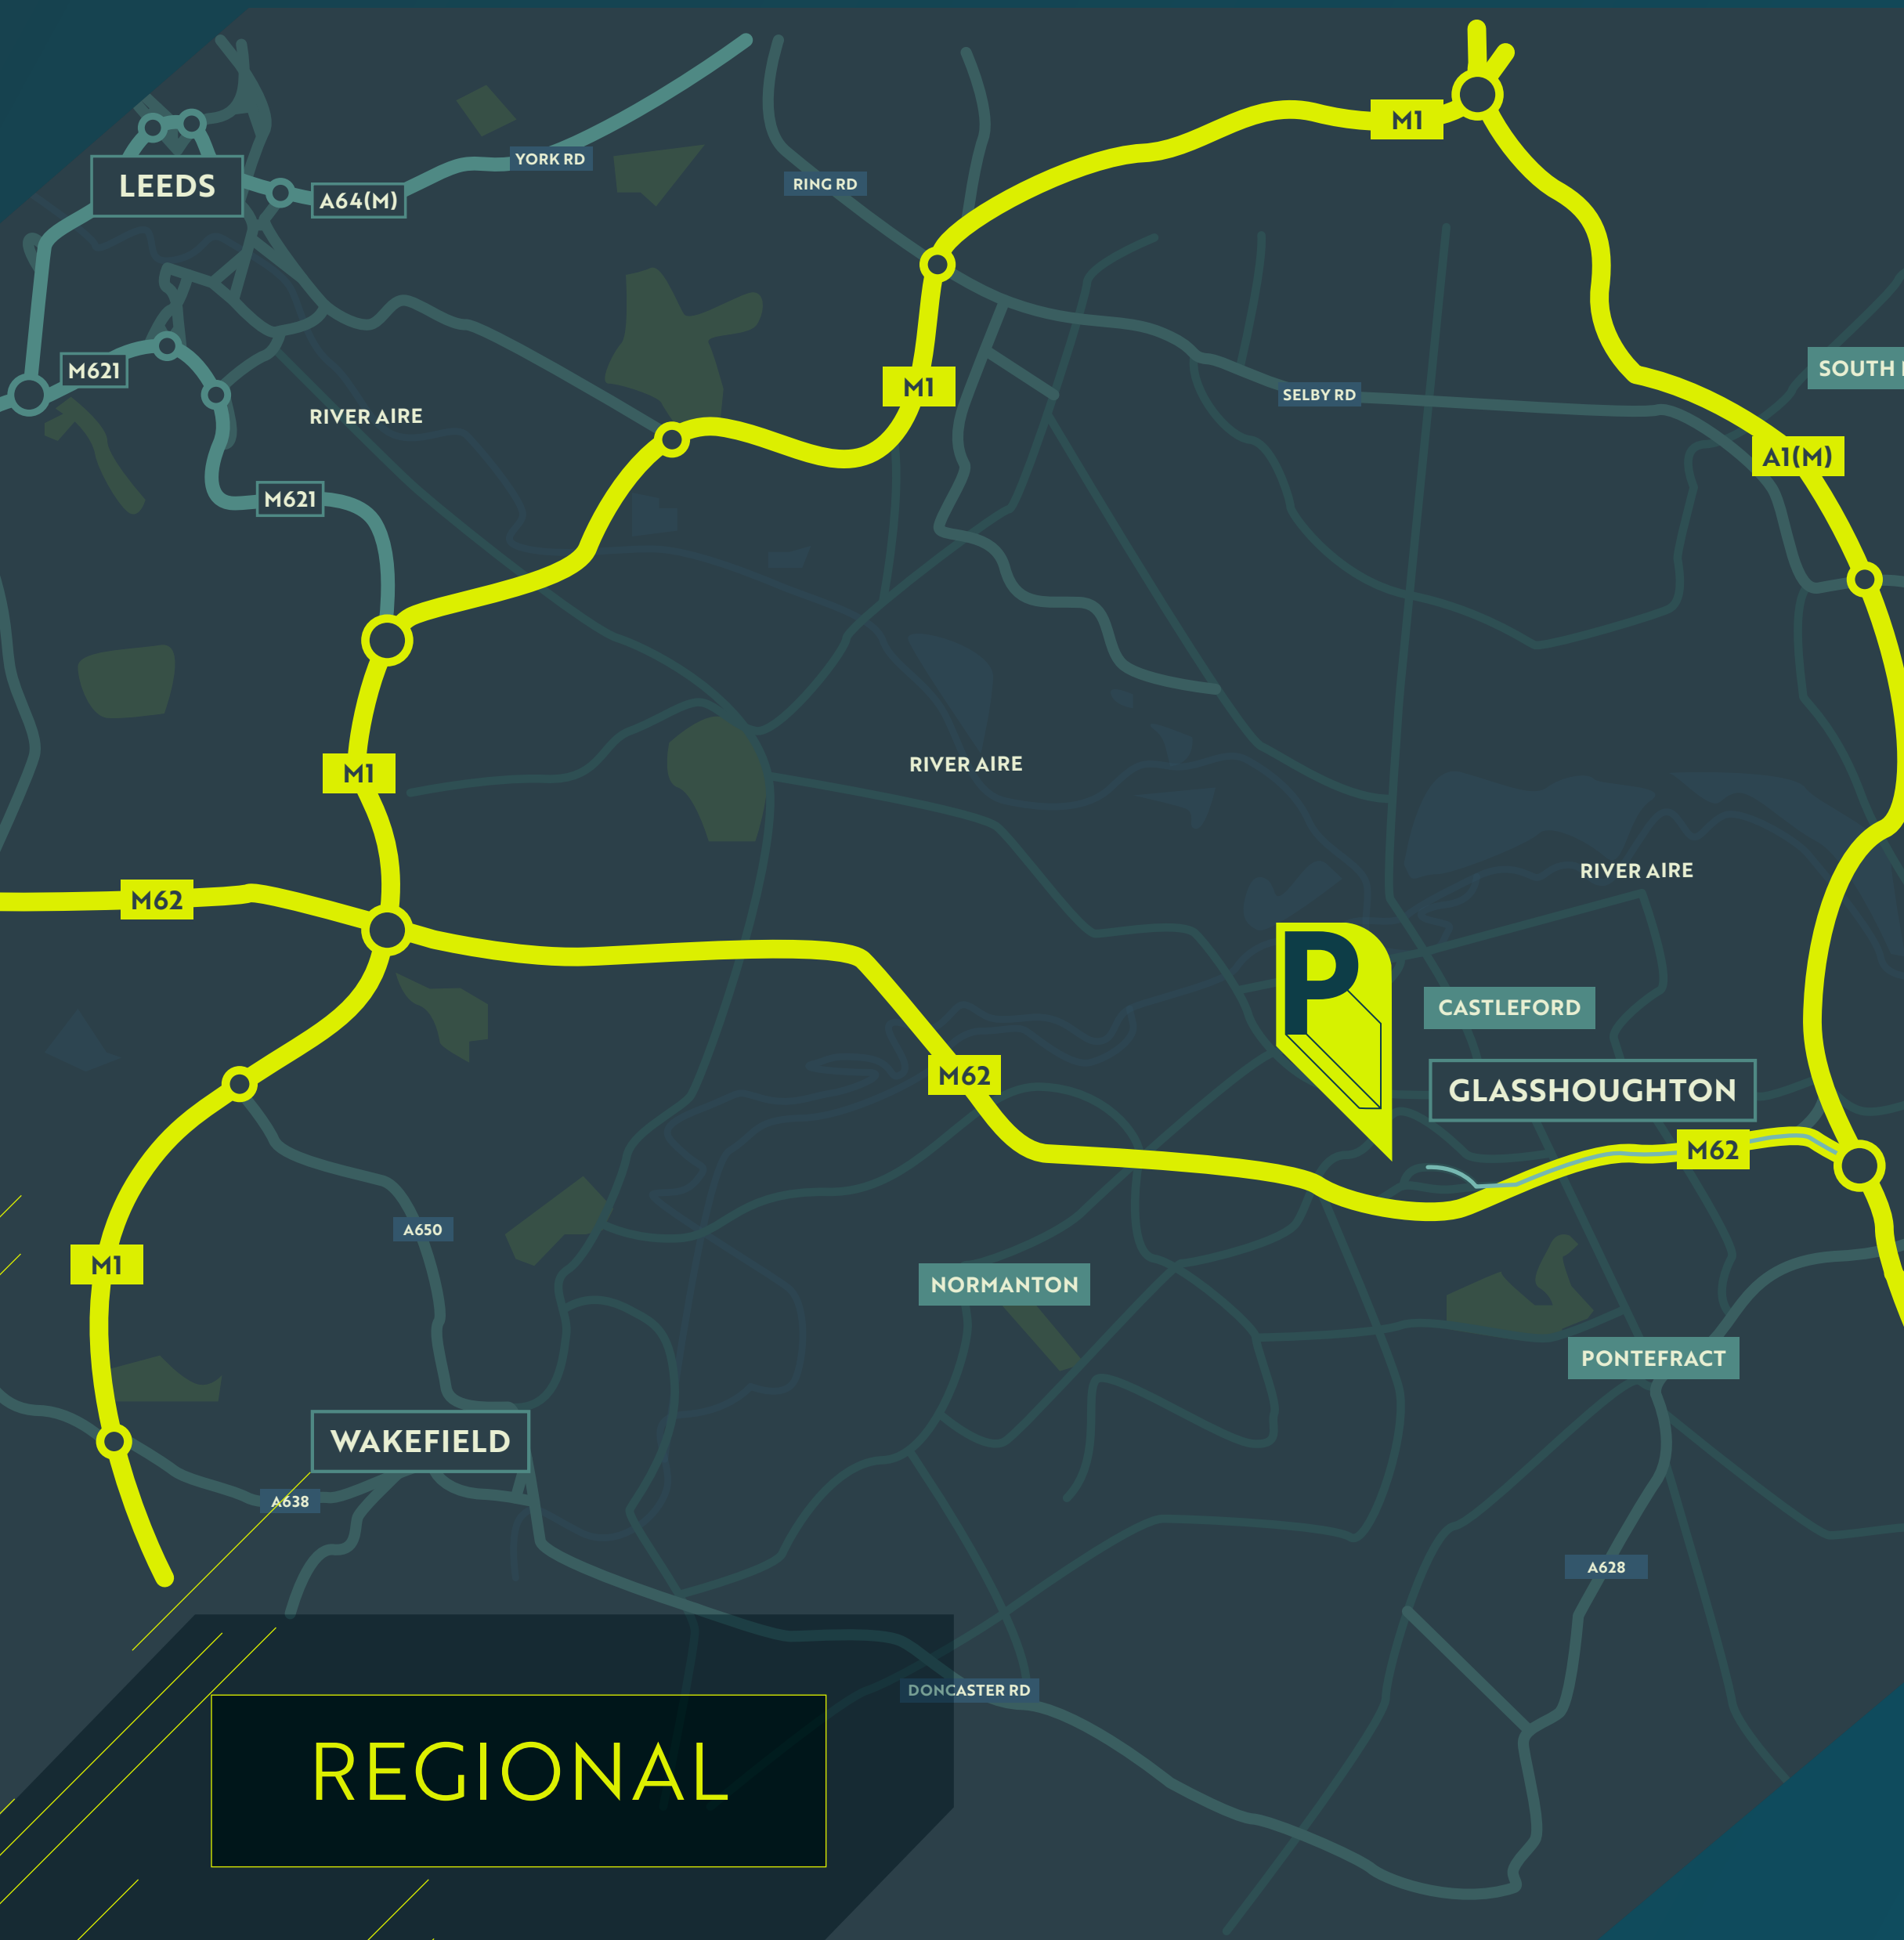 M1
YORK RD
RING RD
LEEDS
A64(M)
SOUTH
M621
M1
SELBY RD
RIVER AIRE
A1(M)
M621
RIVER AIRE
M1
RIVER AIRE
M62
P
CASTLEFORD
M62
GLASSHOUGHTON
M62
A650
M1
NORMANTON
PONTEFRACT
WAKEFIELD
A638
A628
DONCASTER RD
REGIONAL